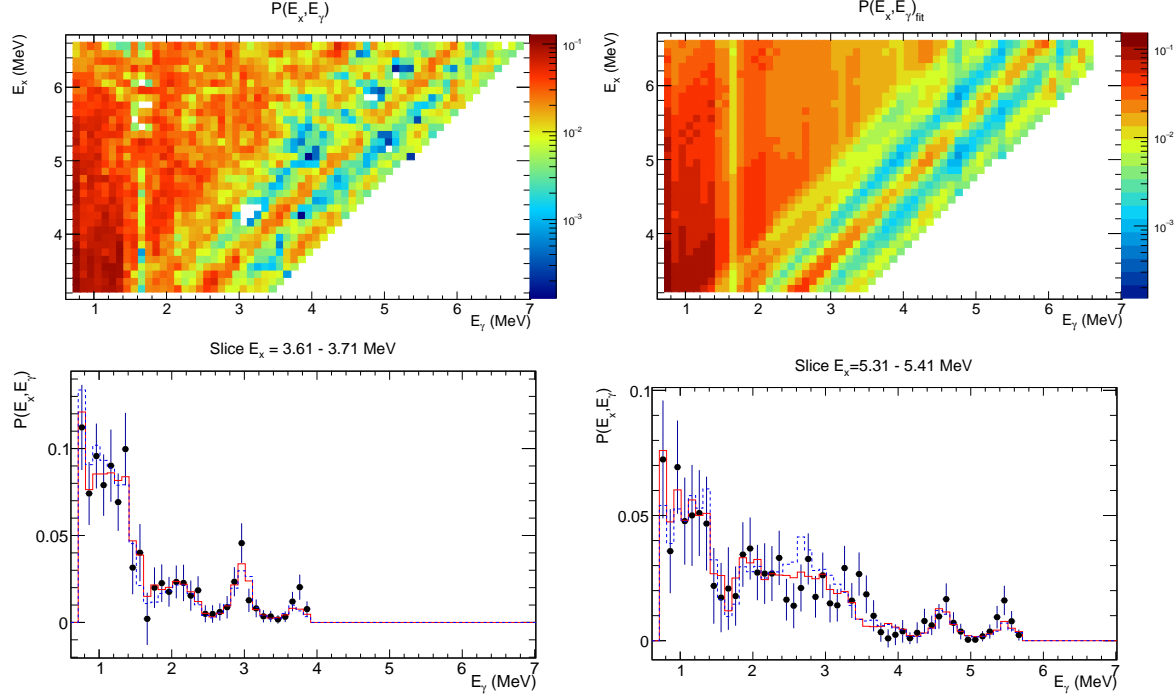 P(E_x,E_γ)
E_x (MeV)
6
5
4
1 2 3 4 5 6 7
E_γ (MeV)
10^-1
10^-2
10^-3
P(E_x,E_γ)_fit
E_x (MeV)
6
5
4
1 2 3 4 5 6 7
E_γ (MeV)
10^-1
10^-2
10^-3
Slice E_x = 3.61 - 3.71 MeV
P(E_x,E_γ)
0.1
0.05
0
1 2 3 4 5 6 7
E_γ (MeV)
Slice E_x=5.31 - 5.41 MeV
P(E_x,E_γ)
0.1
0.05
0
1 2 3 4 5 6 7
E_γ (MeV)